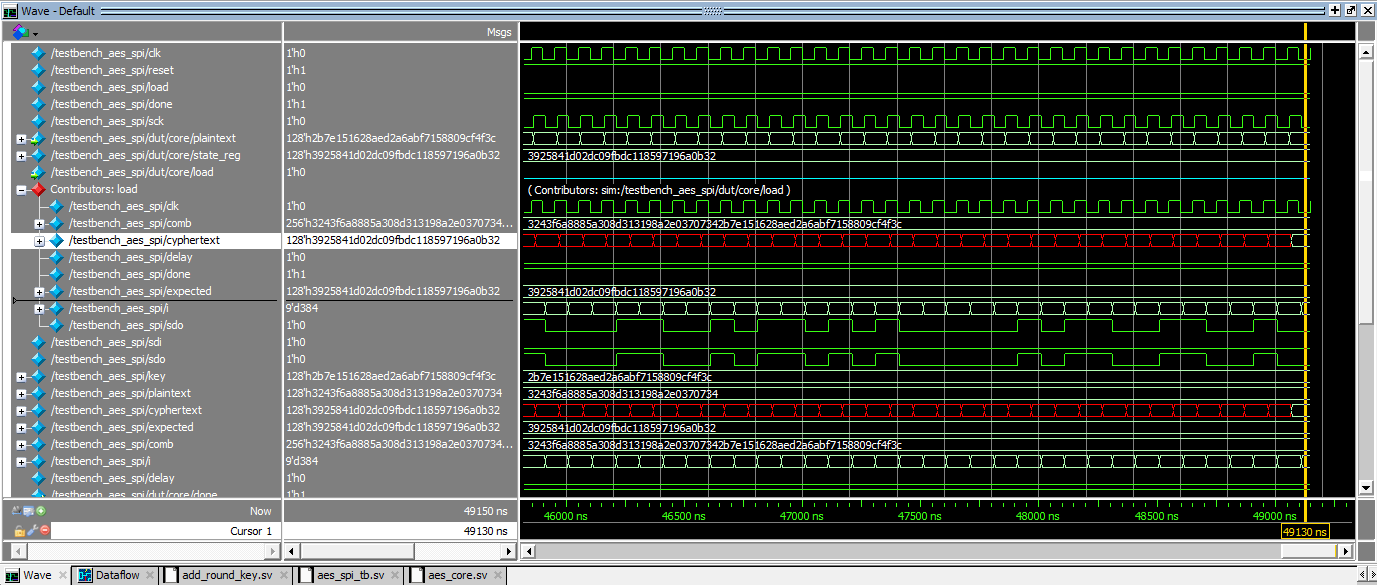 Wave - Default
Msgs
/testbench_aes_spi/clk 1'h0
/testbench_aes_spi/reset 1'h1
/testbench_aes_spi/load 1'h0
/testbench_aes_spi/done 1'h1
/testbench_aes_spi/sck 1'h0
/testbench_aes_spi/dut/core/plaintext 128'h2b7e151628aed2a6abf7158809cf4f3c
/testbench_aes_spi/dut/core/state_reg 128'h3925841d02dc09fbdc118597196a0b32 3925841d02dc09fbdc118597196a0b32
/testbench_aes_spi/dut/core/load 1'h0
Contributors: load ( Contributors: sim:/testbench_aes_spi/dut/core/load )
/testbench_aes_spi/clk 1'h0
/testbench_aes_spi/comb 256'h3243f6a8885a308d313198a2e0370734... 3243f6a8885a308d313198a2e03707342b7e151628aed2a6abf7158809cf4f3c
/testbench_aes_spi/cyphertext 128'h3925841d02dc09fbdc118597196a0b32
/testbench_aes_spi/delay 1'h0
/testbench_aes_spi/done 1'h1
/testbench_aes_spi/expected 128'h3925841d02dc09fbdc118597196a0b32 3925841d02dc09fbdc118597196a0b32
/testbench_aes_spi/i 9'd384
/testbench_aes_spi/sdo 1'h0
/testbench_aes_spi/sdi 1'h0
/testbench_aes_spi/sdo 1'h0
/testbench_aes_spi/key 128'h2b7e151628aed2a6abf7158809cf4f3c 2b7e151628aed2a6abf7158809cf4f3c
/testbench_aes_spi/plaintext 128'h3243f6a8885a308d313198a2e0370734 3243f6a8885a308d313198a2e0370734
/testbench_aes_spi/cyphertext 128'h3925841d02dc09fbdc118597196a0b32
/testbench_aes_spi/expected 128'h3925841d02dc09fbdc118597196a0b32 3925841d02dc09fbdc118597196a0b32
/testbench_aes_spi/comb 256'h3243f6a8885a308d313198a2e0370734... 3243f6a8885a308d313198a2e03707342b7e151628aed2a6abf7158809cf4f3c
/testbench_aes_spi/i 9'd384
/testbench_aes_spi/delay 1'h0
/testbench_aes_spi/dut/core/done 1'h1
Now 49150 ns 46000 ns 46500 ns 47000 ns 47500 ns 48000 ns 48500 ns 49000 ns
Cursor 1 49130 ns 49130 ns
Wave Dataflow add_round_key.sv aes_spi_tb.sv aes_core.sv